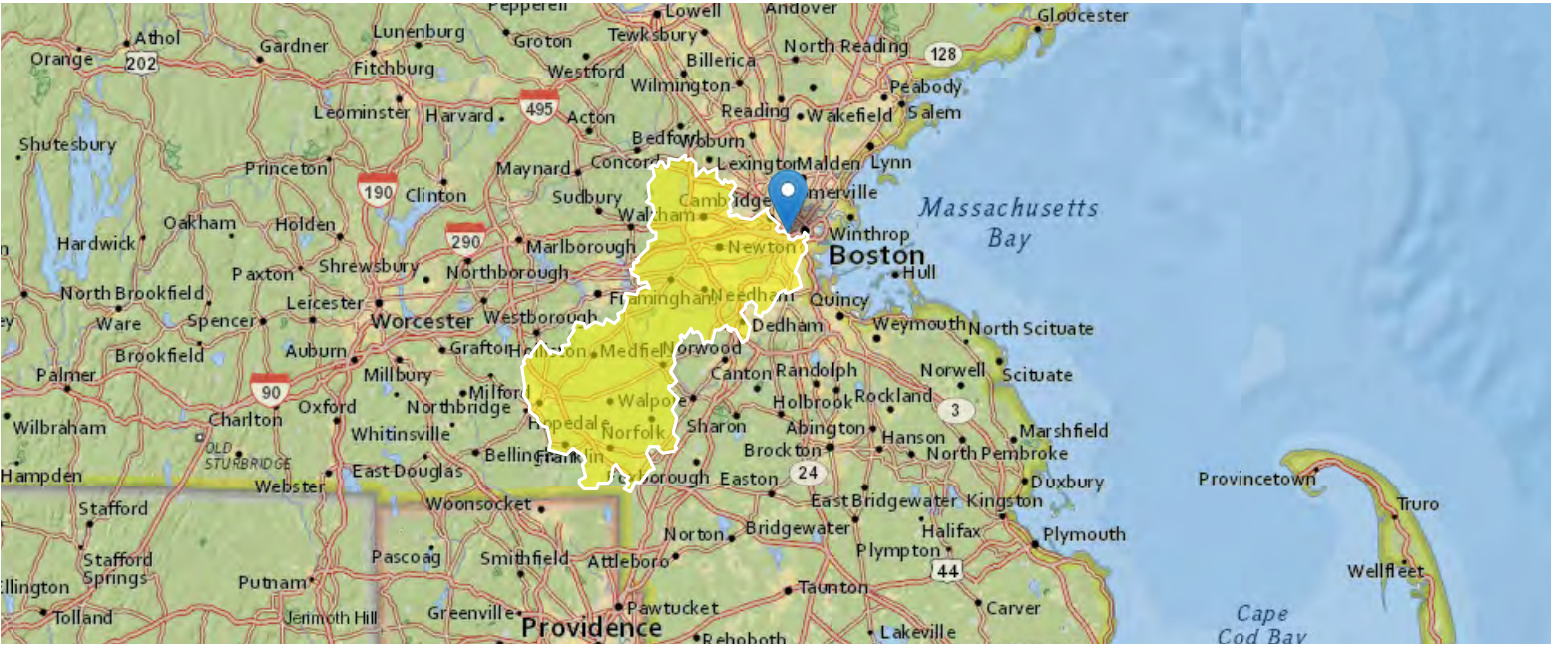 Pepperell
Lowell
Andover
Gloucester
Athol
Lunenburg
Groton
Tewksbury
Orange
202
Gardner
North Reading
128
Fitchburg
Westford
Billerica
Wilmington
Peabody
Leominster
Harvard
495
Acton
Reading
Wakefield
Salem
Shutesbury
Bedford
Woburn
Princeton
Maynard
Concord
Lexington
Malden
Lynn
190
Clinton
Sudbury
Cambridge
merville
Massachusetts
Bay
Oakham
Holden
Waltham
Hardwick
290
Marlborough
Newton
Winthrop
Boston
Paxton
Shrewsbury
Northborough
Hull
North Brookfield
Leicester
Framingham
Needham
Quincy
Ware
Spencer
Worcester
Westborough
Dedham
Weymouth
North Scituate
Brookfield
Auburn
Grafton
Holliston
Medfield
Norwood
Palmer
Millbury
Canton
Randolph
Norwell
Scituate
90
Milford
Charlton
Oxford
Northbridge
Walpole
Holbrook
Rockland
3
Wilbraham
Whitinsville
Hopedale
Norfolk
Sharon
Abington
Hanson
Marshfield
OLD
STURBRIDGE
Bellingham
Franklin
Brockton
North Pembroke
Hampden
Webster
East Douglas
Foxborough
Easton
24
Duxbury
Provincetown
Stafford
Woonsocket
East Bridgewater
Kingston
Truro
Norton
Bridgewater
Halifax
Plymouth
Stafford
Springs
Pascoag
Smithfield
Attleboro
Plympton
44
Wellfleet
llington
Putnam
Taunton
Tolland
Jerimoth Hill
Greenville
Pawtucket
Carver
Cape
Cod Bay
Providence
Rehoboth
Lakeville